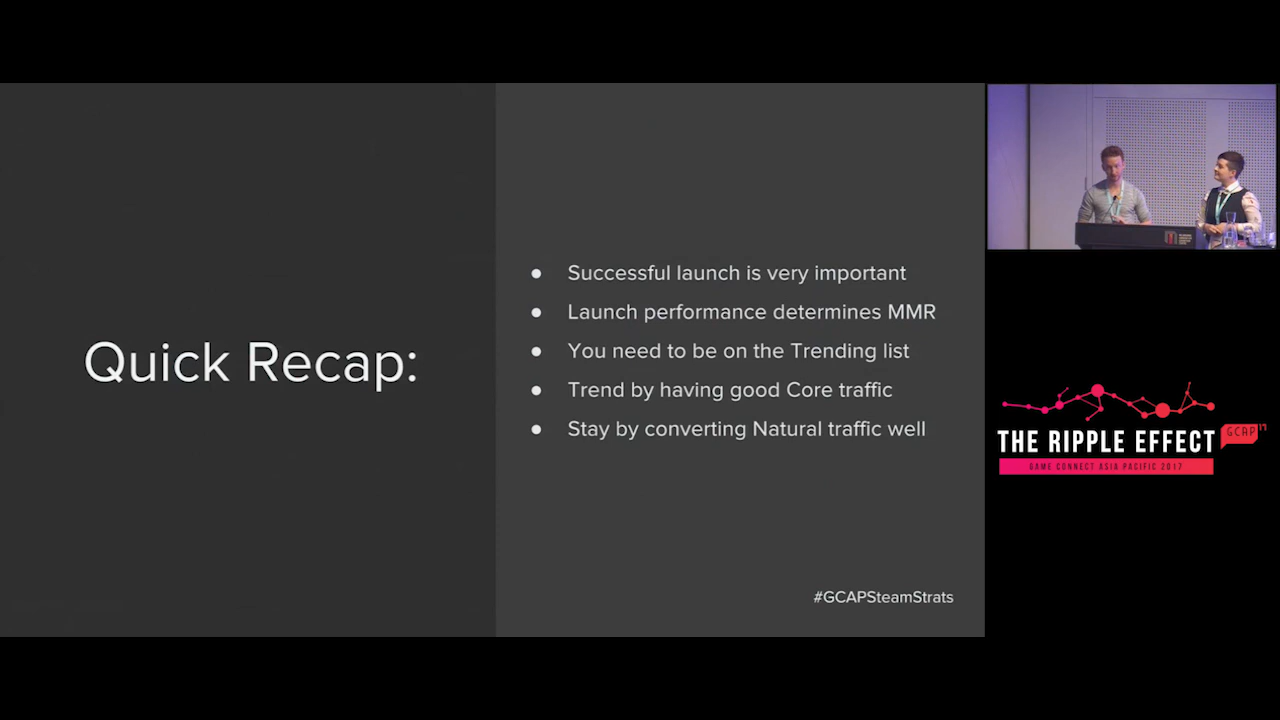 Quick Recap:
● Successful launch is very important
● Launch performance determines MMR
● You need to be on the Trending list
● Trend by having good Core traffic
● Stay by converting Natural traffic well
#GCAPSteamStrats
THE RIPPLE EFFECT
GCAP 17
GAME CONNECT ASIA PACIFIC 2017